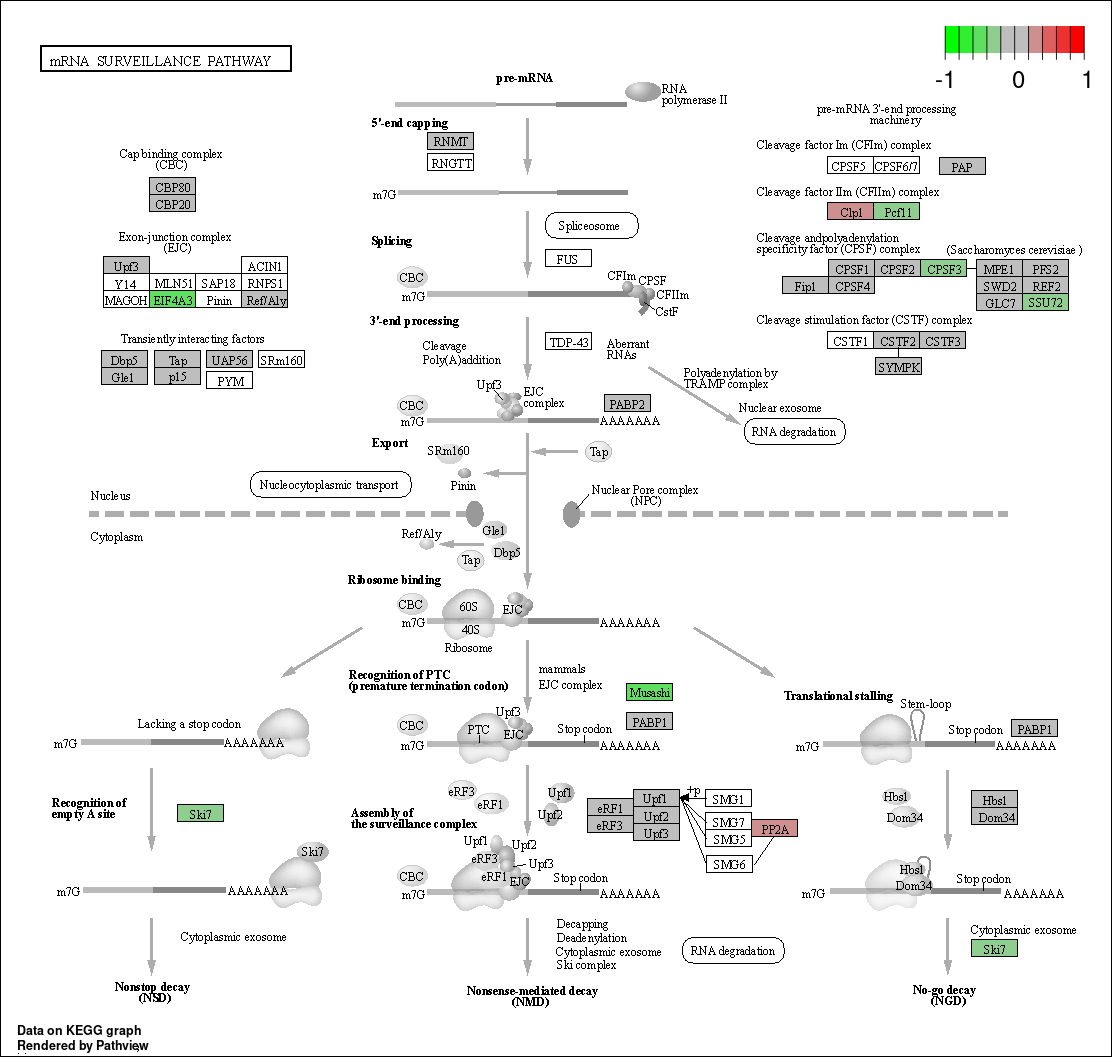 mRNA SURVEILLANCE PATHWAY
-1 0 1
pre-mRNA
RNA
polymerase II
5'-end capping
RNMT
RNGTT
m7G
Cap binding complex
(CBC)
CBP80
CBP20
Exon-junction complex
(EJC)
Upf3 ACIN1
Y14 MLN51 SAP18 RNPS1
MAGOH EIF4A3 Pinin Ref/Aly
Transiently interacting factors
Dbp5 Tap UAP56 SRm160
Gle1 p15 PYM
pre-mRNA 3'-end processing
machinery
Cleavage factor Im (CFIm) complex
CPSF5 CPSF6/7 PAP
Cleavage factor IIm (CFIIm) complex
Clp1 Pcf11
Cleavage andpolyadenylation
specificity factor (CPSF) complex (Saccharomyces cerevisiae)
CPSF1 CPSF2 CPSF3 MPE1 PFS2
Fip1 CPSF4 SWD2 REF2
GLC7 SSU72
Cleavage stimulation factor (CSTF) complex
CSTF1 CSTF2 CSTF3
SYMPK
Spliceosome
Splicing
FUS
CBC
m7G
CFIm CPSF
CFIIm
CstF
3'-end processing
Cleavage
Poly(A)addition
TDP-43
Aberrant
RNAs
Polyadenylation by
TRAMP complex
Nuclear exosome
RNA degradation
Upf3 EJC
complex
CBC
m7G
PABP2
AAAAAAA
Export
SRm160
Tap
Pinin
Nucleocytoplasmic transport
Nucleus
Nuclear Pore complex
(NPC)
Cytoplasm
Ref/Aly
Gle1
Dbp5
Tap
Ribosome binding
CBC
m7G
60S
40S
EJC
AAAAAAA
Ribosome
Recognition of PTC
(premature termination codon)
mammals
EJC complex
Musashi
PABP1
Upf3
CBC
PTC
EJC
Stop codon
m7G
AAAAAAA
Lacking a stop codon
m7G
AAAAAAA
Translational stalling
Stem-loop
Stop codon
PABP1
m7G
AAAAAAA
Recognition of
empty A site
Ski7
Ski7
m7G
AAAAAAA
Cytoplasmic exosome
Nonstop decay
(NSD)
eRF3
eRF1
Upf1
Upf2
Assembly of
the surveillance complex
+p
eRF1 Upf1 SMG1
eRF3 Upf2 SMG7 PP2A
Upf3 SMG5
SMG6
Upf1
Upf2
eRF3
Upf3
eRF1
EJC
CBC
m7G
Stop codon
AAAAAAA
Decapping
Deadenylation
Cytoplasmic exosome
Ski complex
RNA degradation
Nonsense-mediated decay
(NMD)
Hbs1
Dom34
Hbs1
Dom34
Hbs1
Dom34
Stop codon
m7G
AAAAAAA
Cytoplasmic exosome
Ski7
No-go decay
(NGD)
Data on KEGG graph
Rendered by Pathview